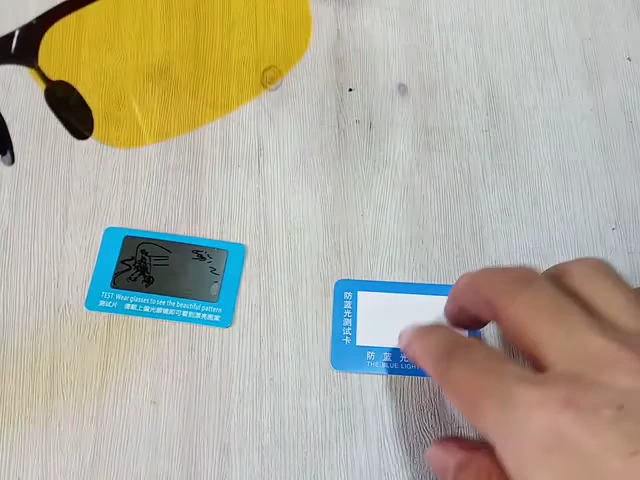 TEST: Wear glasses to see the beautiful pattern
测试片 请戴上偏光眼镜即可看到漂亮图案
防蓝光测试卡
防 蓝 光
THE BLUE LIGHT